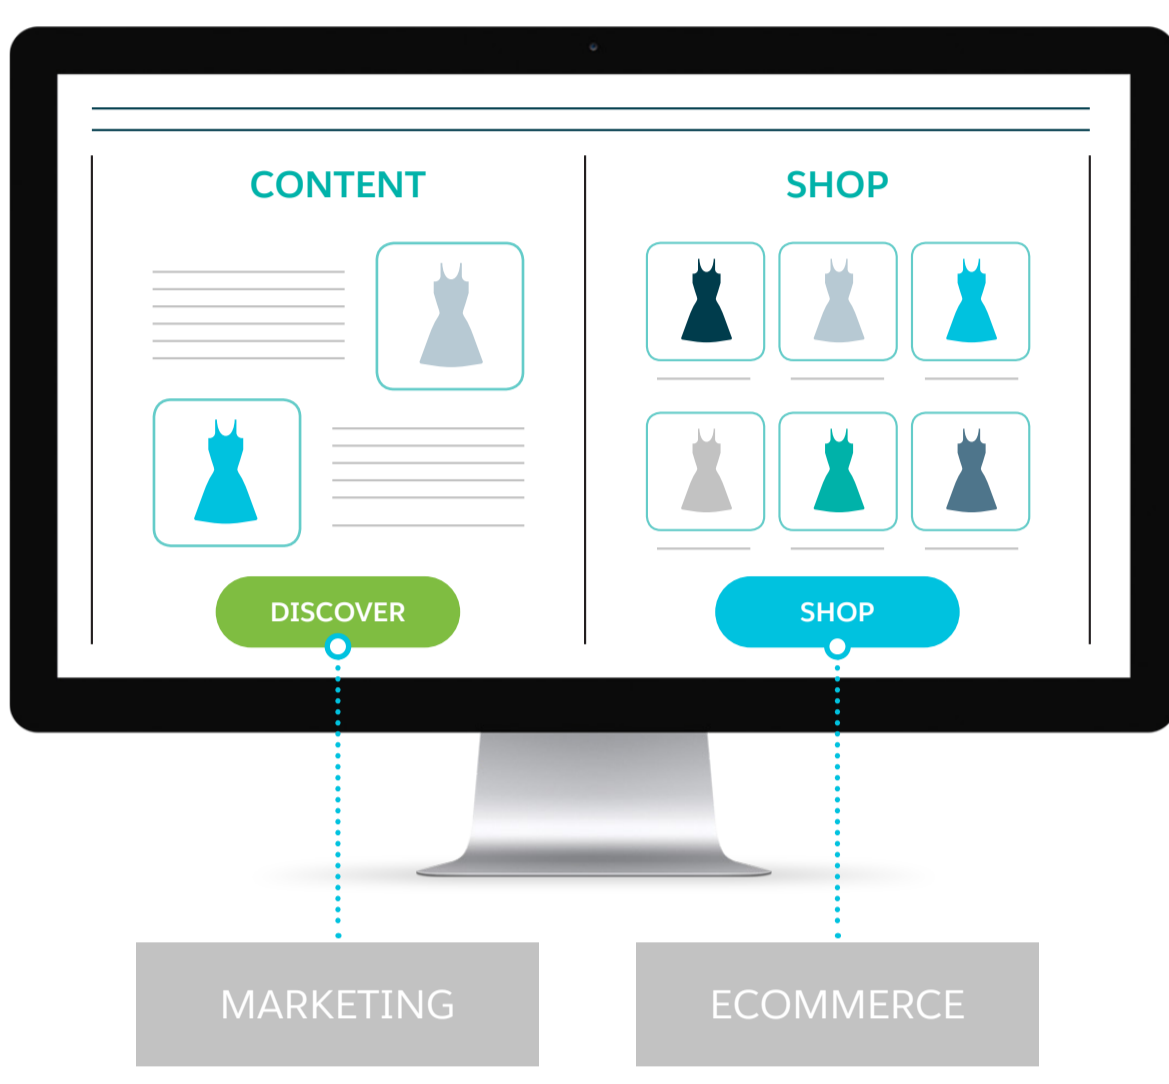 CONTENT
SHOP
DISCOVER
SHOP
MARKETING
ECOMMERCE